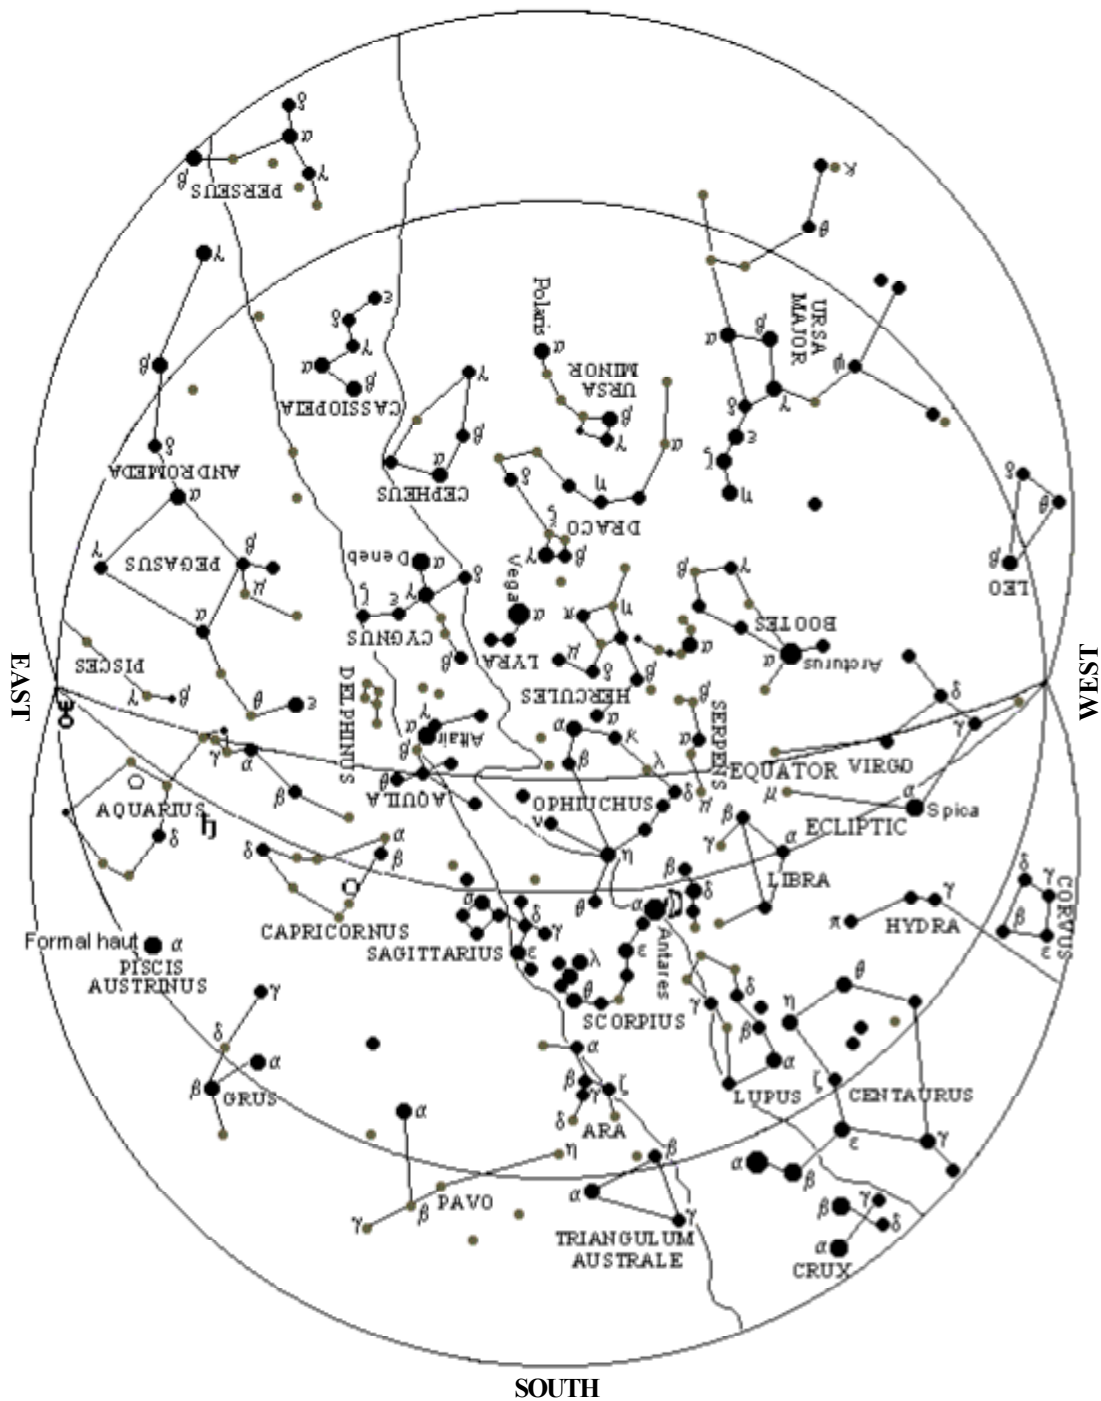 PERSEUS
δ
α
γ
β
κ
θ
γ
β
δ
ANDROMEDA
α
ε
δ
γ
α
β
CASSIOPEIA
γ
β
α
CEPHEUS
Polaris
α
URSA
MINOR
β
γ
URSA
MAJOR
α
β
ψ
δ
γ
ε
ζ
η
α
η
δ
DRACO
ζ
γ
β
δ
θ
β
LEO
γ
PEGASUS
β
μ
α
θ
ε
Deneb
α
γ
δ
ε
ζ
CYGNUS
β
Vega
α
LYRA
π
η
μ
δ
β
HERCULES
α
α
β
γ
BOOTES
α
Arcturus
EAST
PISCES
γ
β
DELPHINUS
γ
α
Altair
β
θ
AQUILA
α
κ
β
λ
δ
OPHIUCHUS
ν
μ
η
θ
SERPENS
β
α
EQUATOR
VIRGO
δ
γ
WEST
μ
α
Spica
ECLIPTIC
γ
α
β
AQUARIUS
δ
δ
α
β
CAPRICORNUS
β
α
γ
LIBRA
σ
δ
γ
ε
SAGITTARIUS
β
δ
α
Antares
ε
λ
θ
SCORPIUS
π
HYDRA
γ
δ
γ
β
ε
CORVUS
Formal haut
α
PISCIS
AUSTRINUS
γ
δ
α
β
GRUS
α
β
γ
ζ
δ
ARA
γ
δ
β
α
LUPUS
θ
η
ζ
CENTAURUS
ε
γ
α
β
α
η
PAVO
β
γ
β
α
γ
TRIANGULUM
AUSTRALE
β
γ
δ
α
CRUX
SOUTH